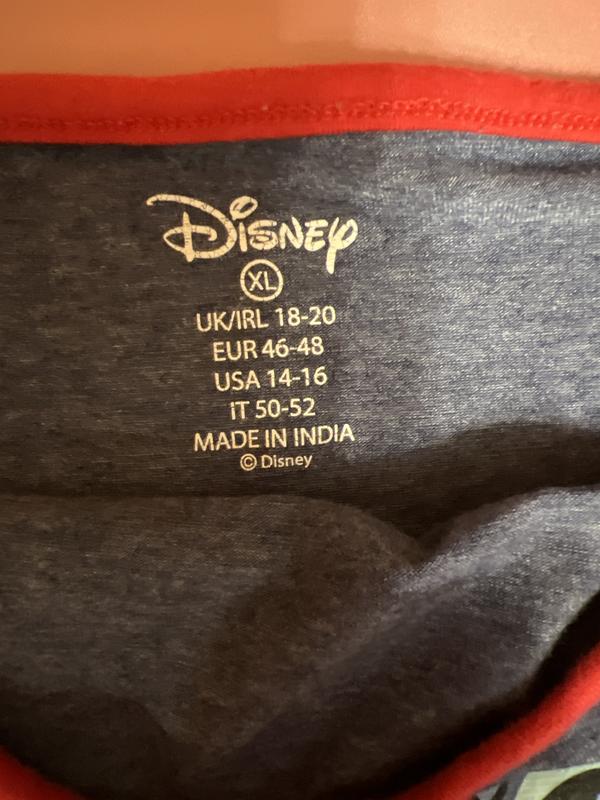 Disney
XL
UK/IRL 18-20
EUR 46-48
USA 14-16
IT 50-52
MADE IN INDIA
© Disney